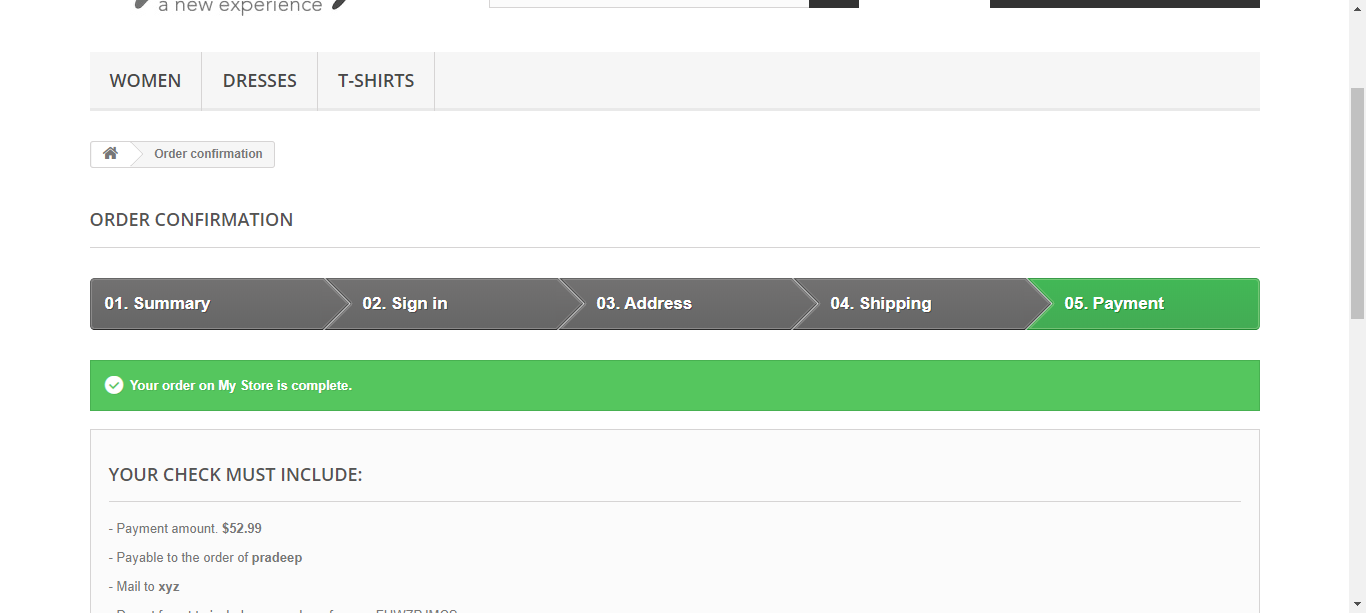 a new experience
WOMEN DRESSES T-SHIRTS
Order confirmation
ORDER CONFIRMATION
01. Summary 02. Sign in 03. Address 04. Shipping 05. Payment
Your order on My Store is complete.
YOUR CHECK MUST INCLUDE:
- Payment amount. $52.99
- Payable to the order of pradeep
- Mail to xyz